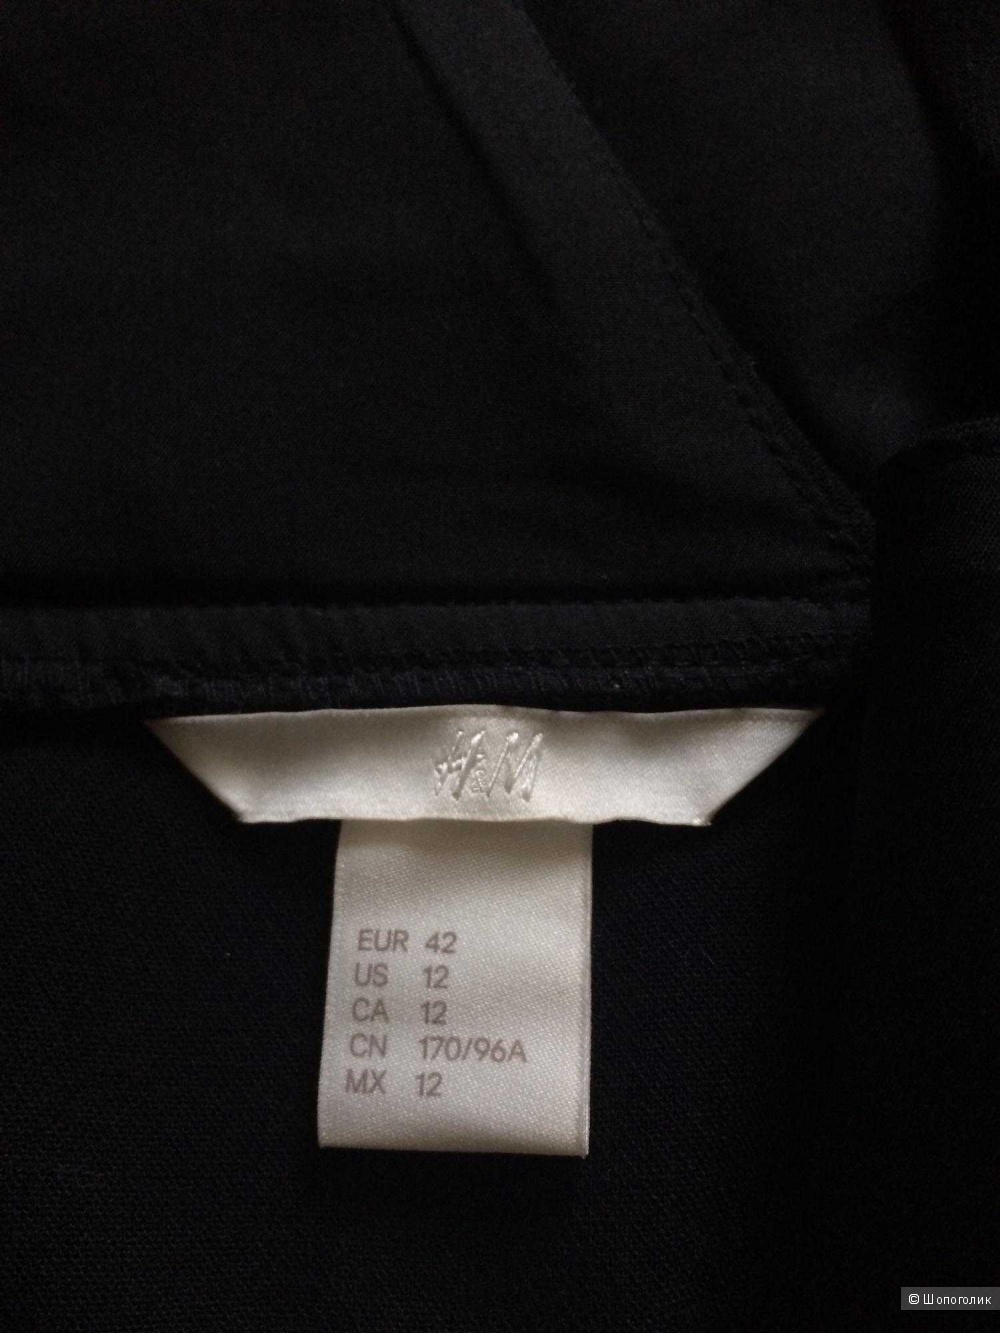 H&M
EUR 42
US 12
CA 12
CN 170/96A
MX 12
© Шопоголик